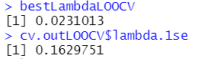 > bestLambdaLOOCV
[1] 0.0231013
> cv.outLOOCV$lambda.1se
[1] 0.1629751